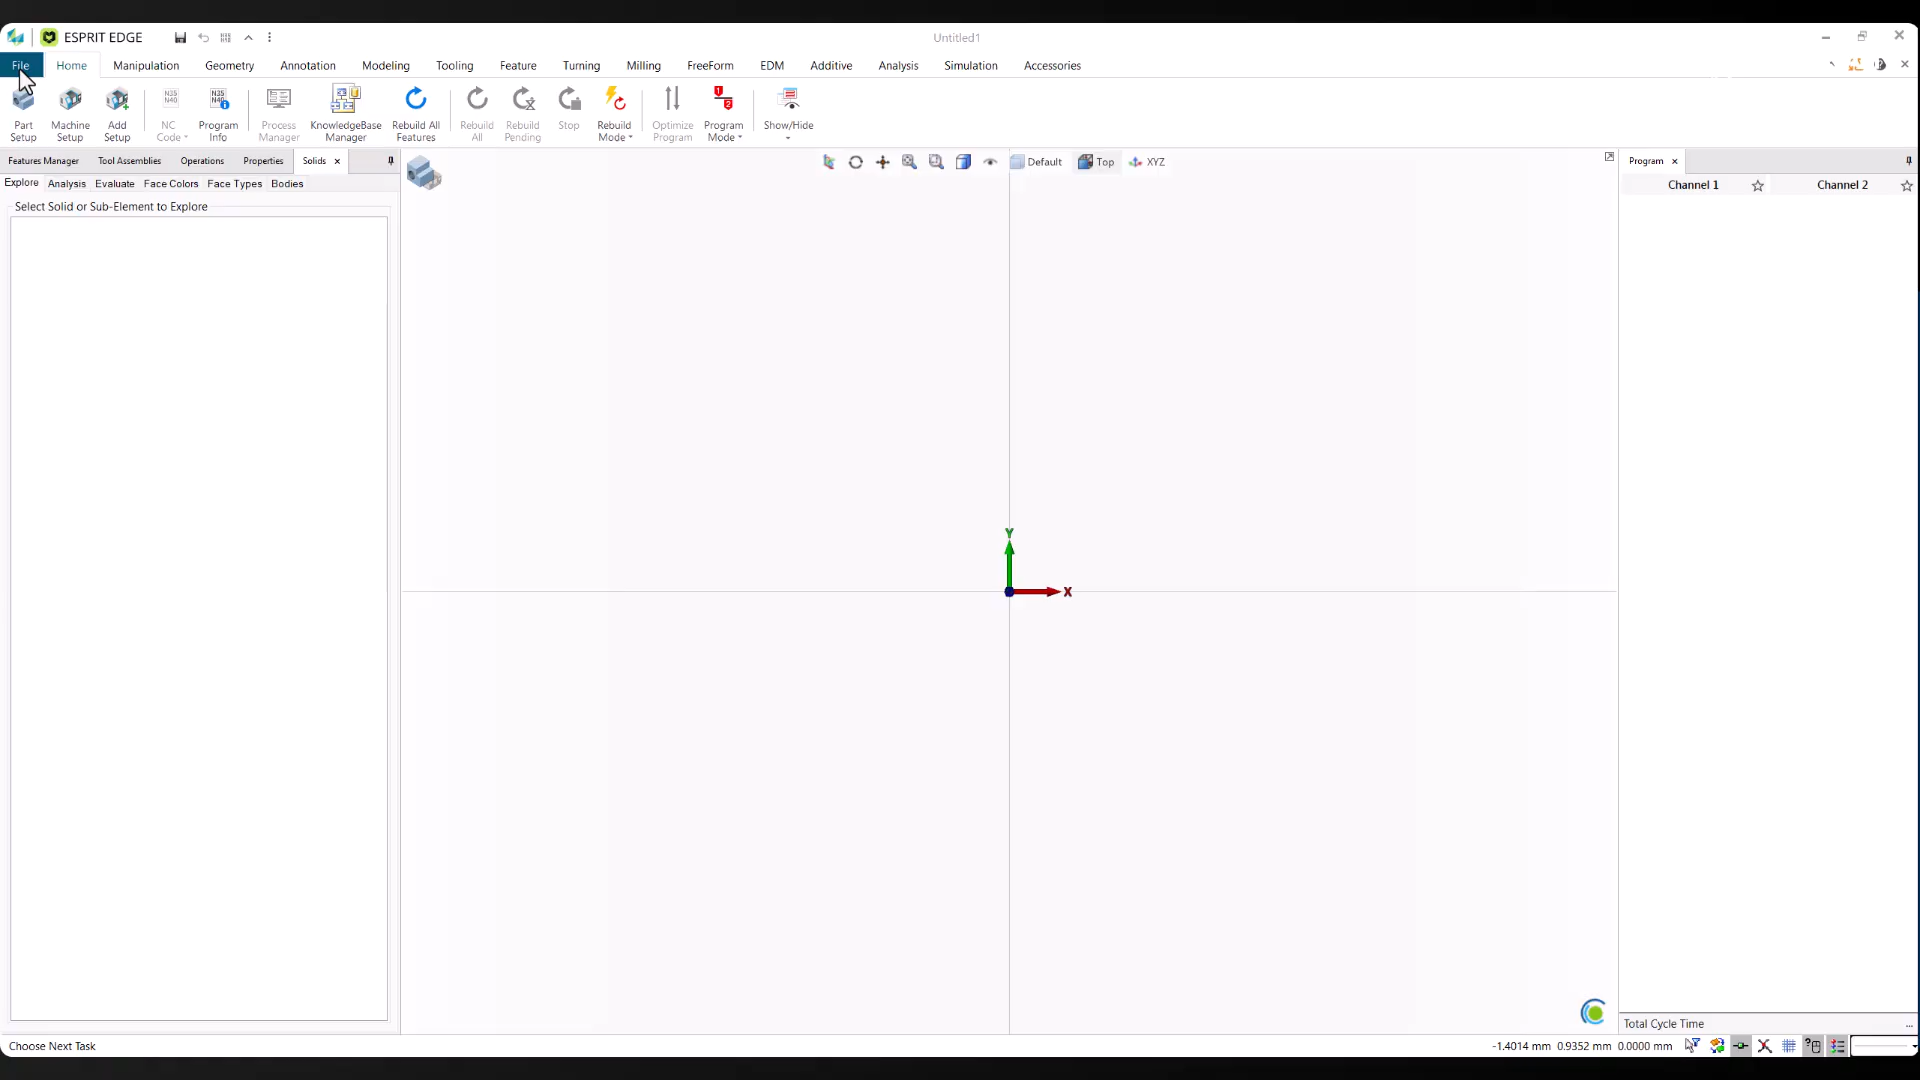 ESPRIT EDGE
Untitled1
File Home Manipulation Geometry Annotation Modeling Tooling Feature Turning Milling FreeForm EDM Additive Analysis Simulation Accessories
Part Setup
Machine Setup
Add Setup
NC Code
Program Info
Process Manager
KnowledgeBase Manager
Rebuild All Features
Rebuild All
Rebuild Pending
Stop
Rebuild Mode
Optimize Program
Program Mode
Show/Hide
Features Manager Tool Assemblies Operations Properties Solids
Default Top XYZ
Program
Explore Analysis Evaluate Face Colors Face Types Bodies
Channel 1 Channel 2
Select Solid or Sub-Element to Explore
Y
X
Total Cycle Time ...
Choose Next Task
-1.4014 mm 0.9352 mm 0.0000 mm